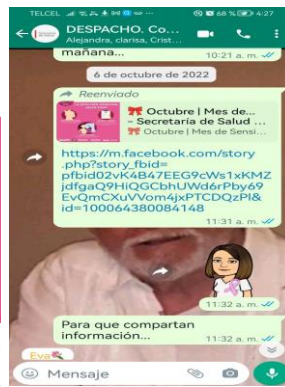 TELCEL 68 % 4:27
DESPACHO. Co...
Alejandra, clarisa, Crist...
mañana...
10:21 a. m.
6 de octubre de 2022
Reenviado
Octubre | Mes de...
- Secretaría de Salud ...
Octubre | Mes de Sensi...
https://m.facebook.com/story
.php?story_fbid=
pfbid02vK4B47EEG9cWs1xKMZ
jdfgaQ9HiQGCbhUWd6rPby69
EvQmCXuVVom4jxPTCDQzPl&
id=100064380084148
11:31 a. m.
11:32 a. m.
Para que compartan
información...
11:32 a. m.
Eva
Mensaje